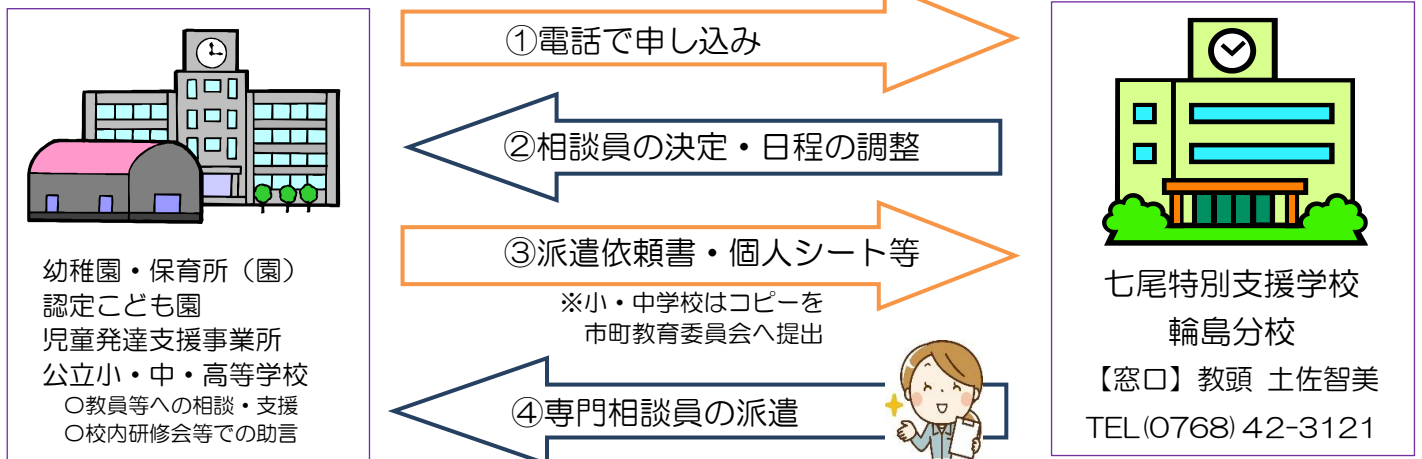 ①電話で申し込み
②相談員の決定・日程の調整
③派遣依頼書・個人シート等
※小・中学校はコピーを
市町教育委員会へ提出
④専門相談員の派遣
幼稚園・保育所（園）
認定こども園
児童発達支援事業所
公立小・中・高等学校
〇教員等への相談・支援
〇校内研修会等での助言
七尾特別支援学校
輪島分校
【窓口】教頭 土佐智美
TEL(0768)42-3121